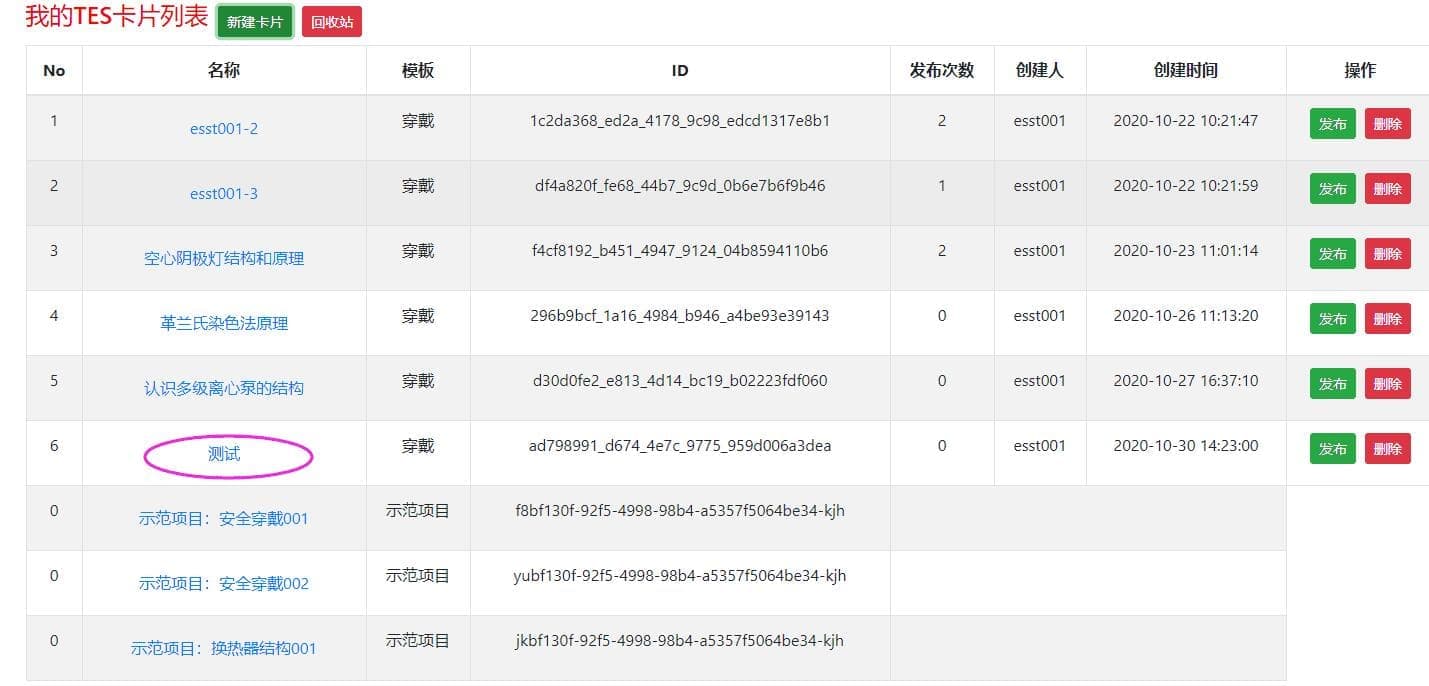 我的TES卡片列表 新建卡片 回收站
No 名称 模板 ID 发布次数 创建人 创建时间 操作
1 esst001-2 穿戴 1c2da368_ed2a_4178_9c98_edcd1317e8b1 2 esst001 2020-10-22 10:21:47 发布 删除
2 esst001-3 穿戴 df4a820f_fe68_44b7_9c9d_0b6e7b6f9b46 1 esst001 2020-10-22 10:21:59 发布 删除
3 空心阴极灯结构和原理 穿戴 f4cf8192_b451_4947_9124_04b8594110b6 2 esst001 2020-10-23 11:01:14 发布 删除
4 革兰氏染色法原理 穿戴 296b9bcf_1a16_4984_b946_a4be93e39143 0 esst001 2020-10-26 11:13:20 发布 删除
5 认识多级离心泵的结构 穿戴 d30d0fe2_e813_4d14_bc19_b02223fdf060 0 esst001 2020-10-27 16:37:10 发布 删除
6 测试 穿戴 ad798991_d674_4e7c_9775_959d006a3dea 0 esst001 2020-10-30 14:23:00 发布 删除
0 示范项目：安全穿戴001 示范项目 f8bf130f-92f5-4998-98b4-a5357f5064be34-kjh
0 示范项目：安全穿戴002 示范项目 yubf130f-92f5-4998-98b4-a5357f5064be34-kjh
0 示范项目：换热器结构001 示范项目 jkbf130f-92f5-4998-98b4-a5357f5064be34-kjh